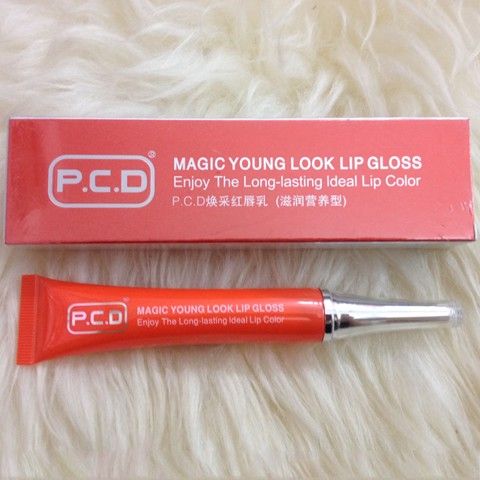 P.C.D®
MAGIC YOUNG LOOK LIP GLOSS
Enjoy The Long-lasting Ideal Lip Color
P.C.D焕采红唇乳（滋润营养型）
P.C.D
MAGIC YOUNG LOOK LIP GLOSS
Enjoy The Long-lasting Ideal Lip Color